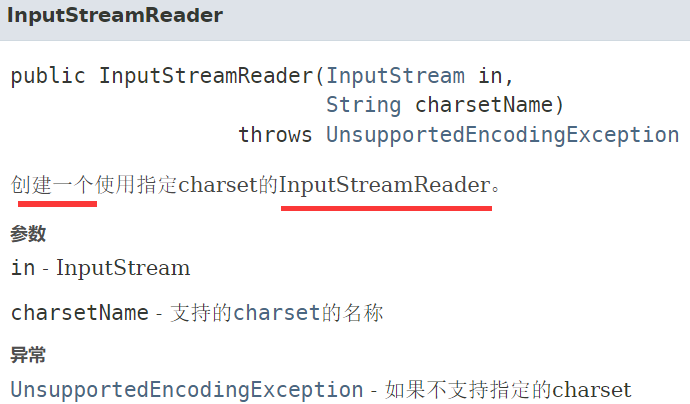 InputStreamReader
public InputStreamReader(InputStream in,
String charsetName)
throws UnsupportedEncodingException
创建一个使用指定charset的InputStreamReader。
参数
in - InputStream
charsetName - 支持的charset的名称
异常
UnsupportedEncodingException - 如果不支持指定的charset